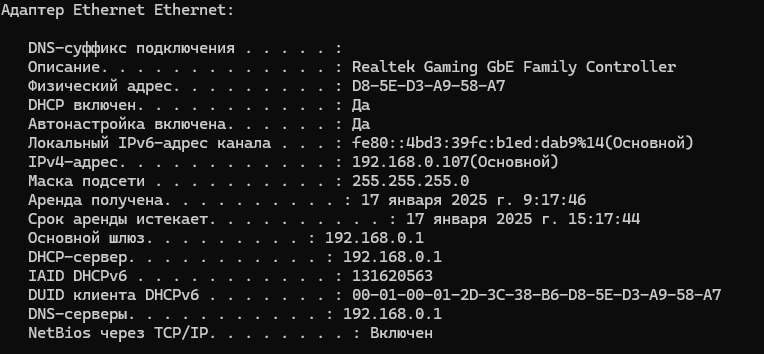 Адаптер Ethernet Ethernet:
DNS-суффикс подключения . . . . . :
Описание. . . . . . . . . . . . . : Realtek Gaming GbE Family Controller
Физический адрес. . . . . . . . . : D8-5E-D3-A9-58-A7
DHCP включен. . . . . . . . . . . : Да
Автонастройка включена. . . . . . : Да
Локальный IPv6-адрес канала . . . : fe80::4bd3:39fc:b1ed:dab9%14(Основной)
IPv4-адрес. . . . . . . . . . . . : 192.168.0.107(Основной)
Маска подсети . . . . . . . . . . : 255.255.255.0
Аренда получена. . . . . . . . . . : 17 января 2025 г. 9:17:46
Срок аренды истекает. . . . . . . . . . : 17 января 2025 г. 15:17:44
Основной шлюз. . . . . . . . . : 192.168.0.1
DHCP-сервер. . . . . . . . . . . : 192.168.0.1
IAID DHCPv6 . . . . . . . . . . . : 131620563
DUID клиента DHCPv6 . . . . . . . : 00-01-00-01-2D-3C-38-B6-D8-5E-D3-A9-58-A7
DNS-серверы. . . . . . . . . . . : 192.168.0.1
NetBios через TCP/IP. . . . . . . . : Включен